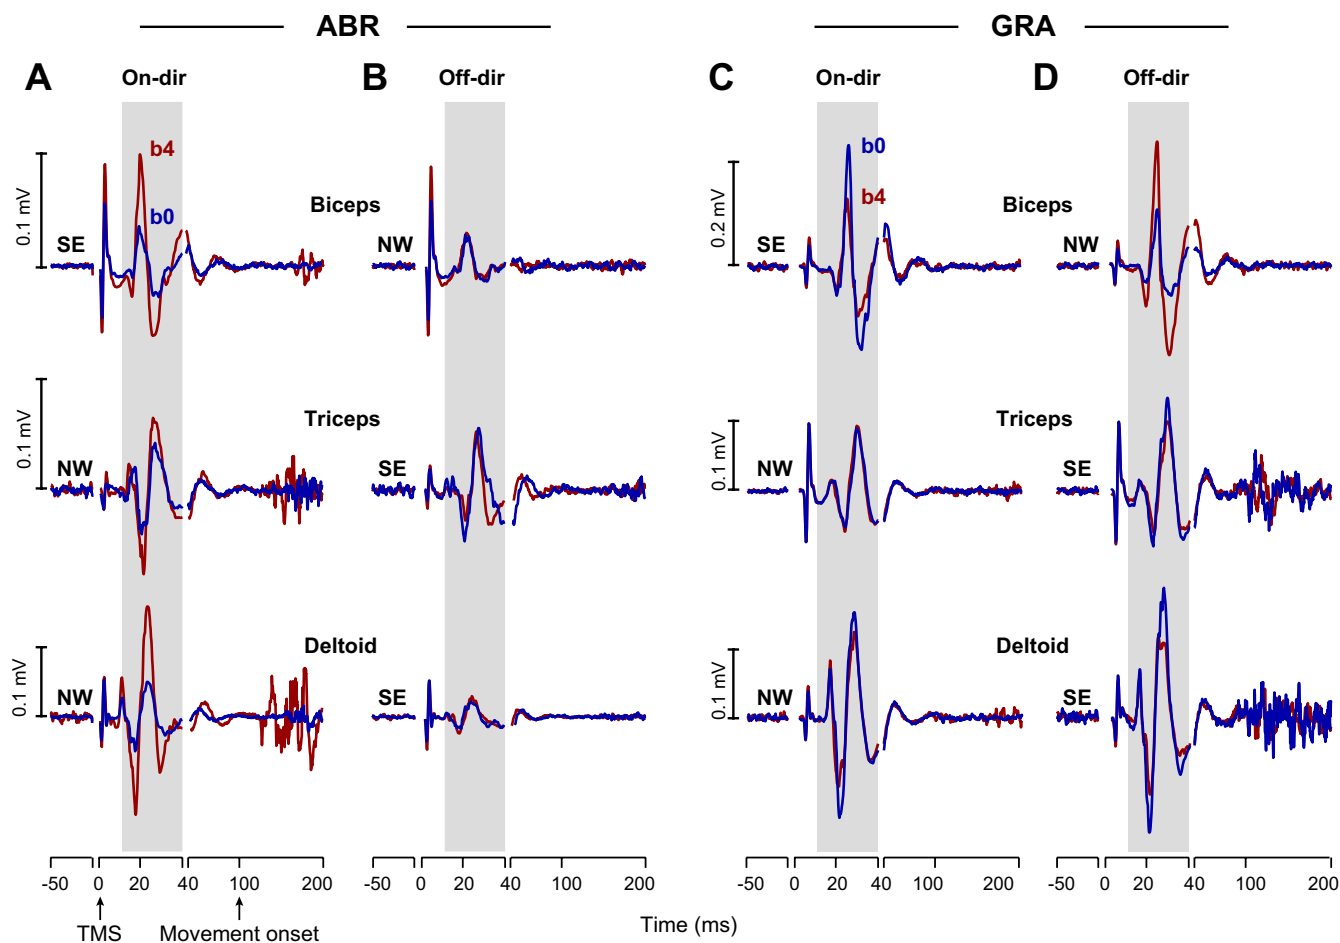 ABR GRA
A On-dir B Off-dir C On-dir D Off-dir
b4 b0
b0 b4
0.1 mV SE Biceps NW 0.2 mV SE Biceps NW
0.1 mV NW Triceps SE 0.1 mV NW Triceps SE
0.1 mV NW Deltoid SE 0.1 mV NW Deltoid SE
-50 0 20 40 100 200 -50 0 20 40 100 200 -50 0 20 40 100 200 -50 0 20 40 100 200
TMS Movement onset Time (ms)